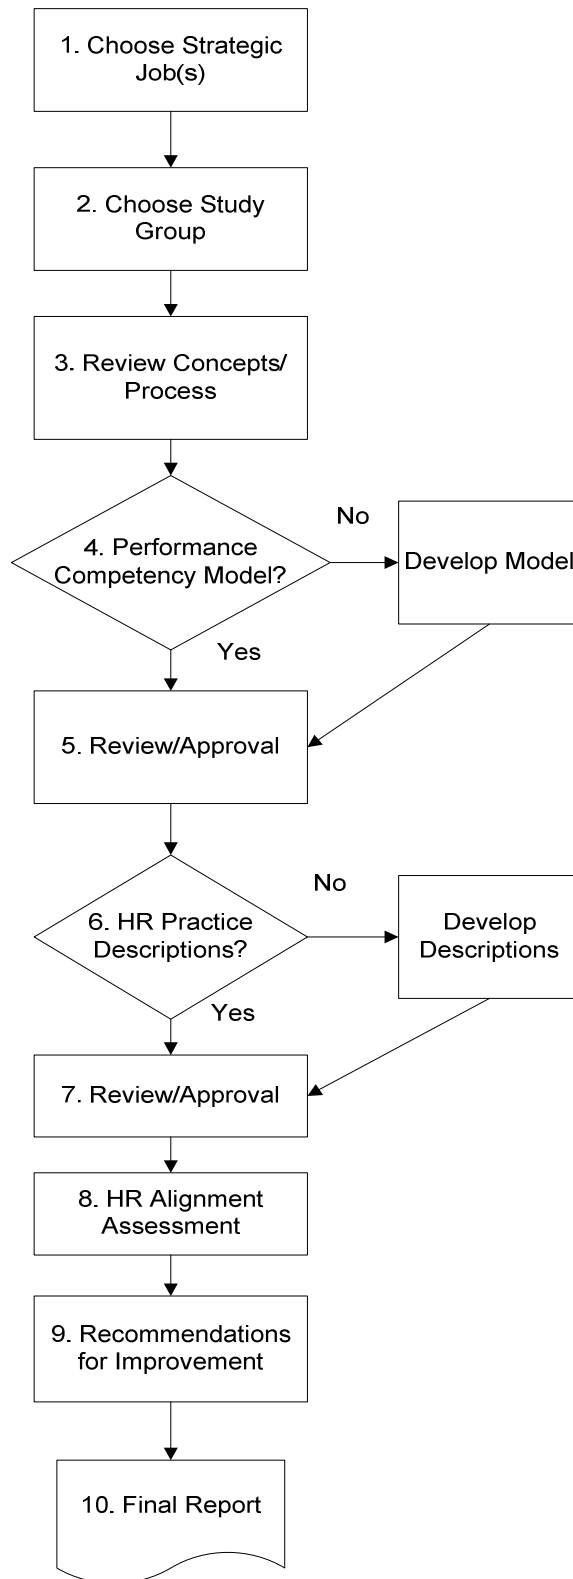 1. Choose Strategic
Job(s)
2. Choose Study
Group
3. Review Concepts/
Process
4. Performance
Competency Model?
No
Develop Model
Yes
5. Review/Approval
6. HR Practice
Descriptions?
No
Develop
Descriptions
Yes
7. Review/Approval
8. HR Alignment
Assessment
9. Recommendations
for Improvement
10. Final Report